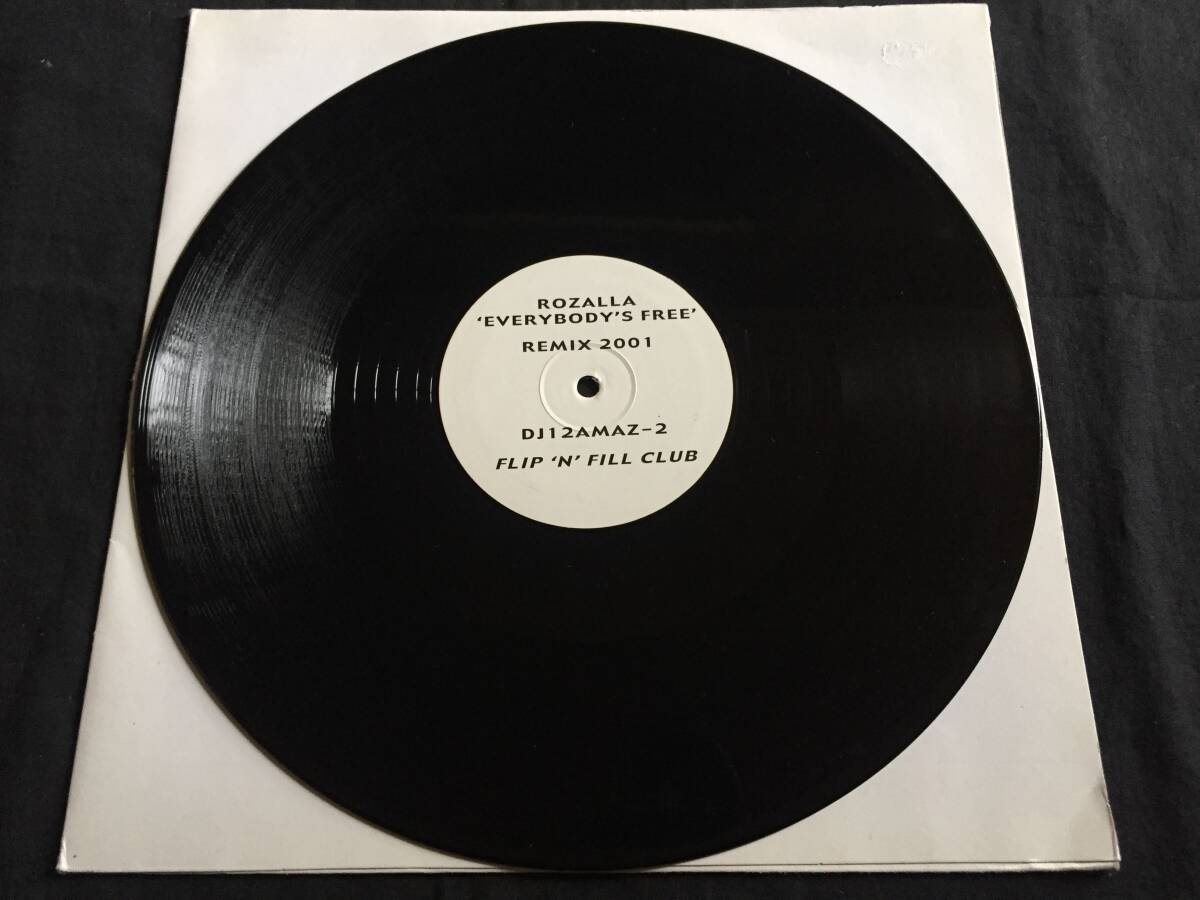 ROZALLA
‘EVERYBODY’S FREE’
REMIX 2001
DJ12AMAZ-2
FLIP ‘N’ FILL CLUB